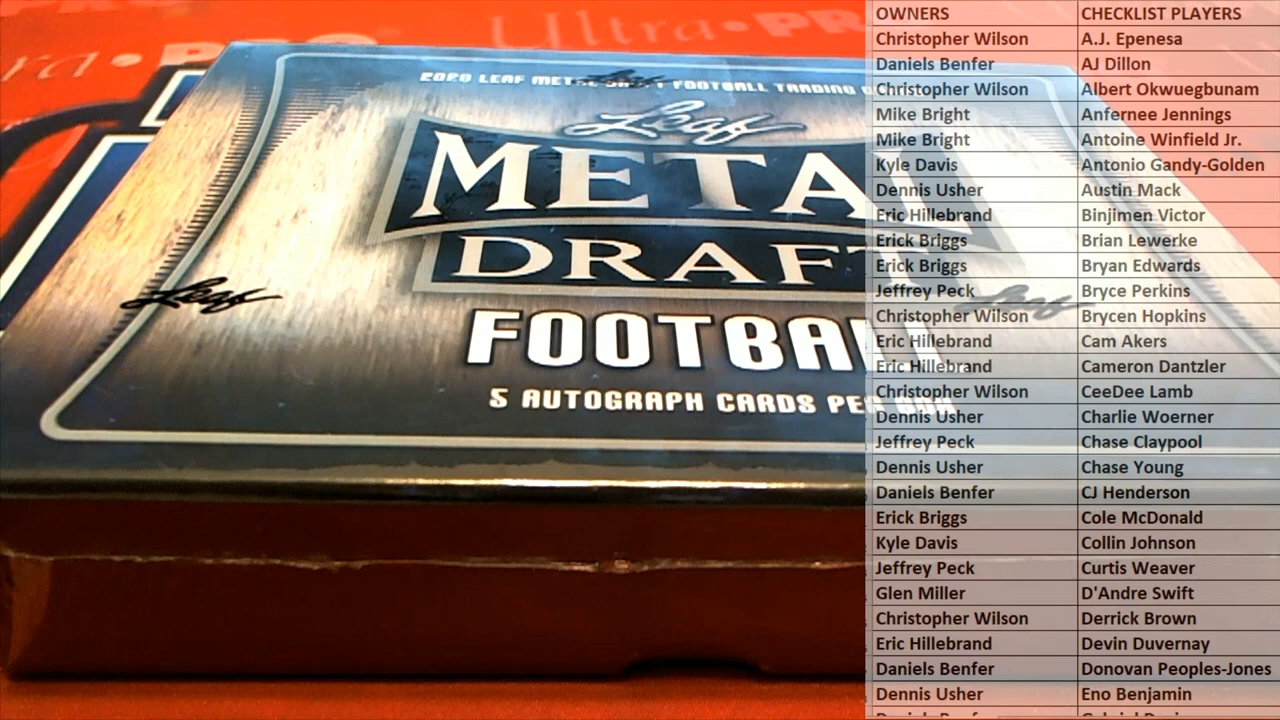 Ultra • PRO
2020 LEAF METAL DRAFT FOOTBALL TRADING
Leaf
METAL
DRAFT
FOOTBALL
5 AUTOGRAPH CARDS PER BOX
Leaf
Leaf
OWNERS CHECKLIST PLAYERS
Christopher Wilson A.J. Epenesa
Daniels Benfer AJ Dillon
Christopher Wilson Albert Okwuegbunam
Mike Bright Anfernee Jennings
Mike Bright Antoine Winfield Jr.
Kyle Davis Antonio Gandy-Golden
Dennis Usher Austin Mack
Eric Hillebrand Binjimen Victor
Erick Briggs Brian Lewerke
Erick Briggs Bryan Edwards
Jeffrey Peck Bryce Perkins
Christopher Wilson Brycen Hopkins
Eric Hillebrand Cam Akers
Eric Hillebrand Cameron Dantzler
Christopher Wilson CeeDee Lamb
Dennis Usher Charlie Woerner
Jeffrey Peck Chase Claypool
Dennis Usher Chase Young
Daniels Benfer CJ Henderson
Erick Briggs Cole McDonald
Kyle Davis Collin Johnson
Jeffrey Peck Curtis Weaver
Glen Miller D'Andre Swift
Christopher Wilson Derrick Brown
Eric Hillebrand Devin Duvernay
Daniels Benfer Donovan Peoples-Jones
Dennis Usher Eno Benjamin